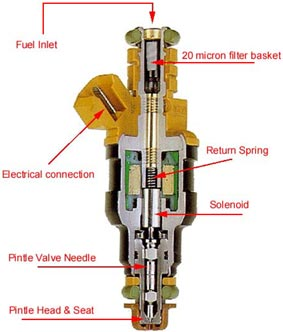 Fuel Inlet
20 micron filter basket
Return Spring
Electrical connection
Solenoid
Pintle Valve Needle
Pintle Head & Seat